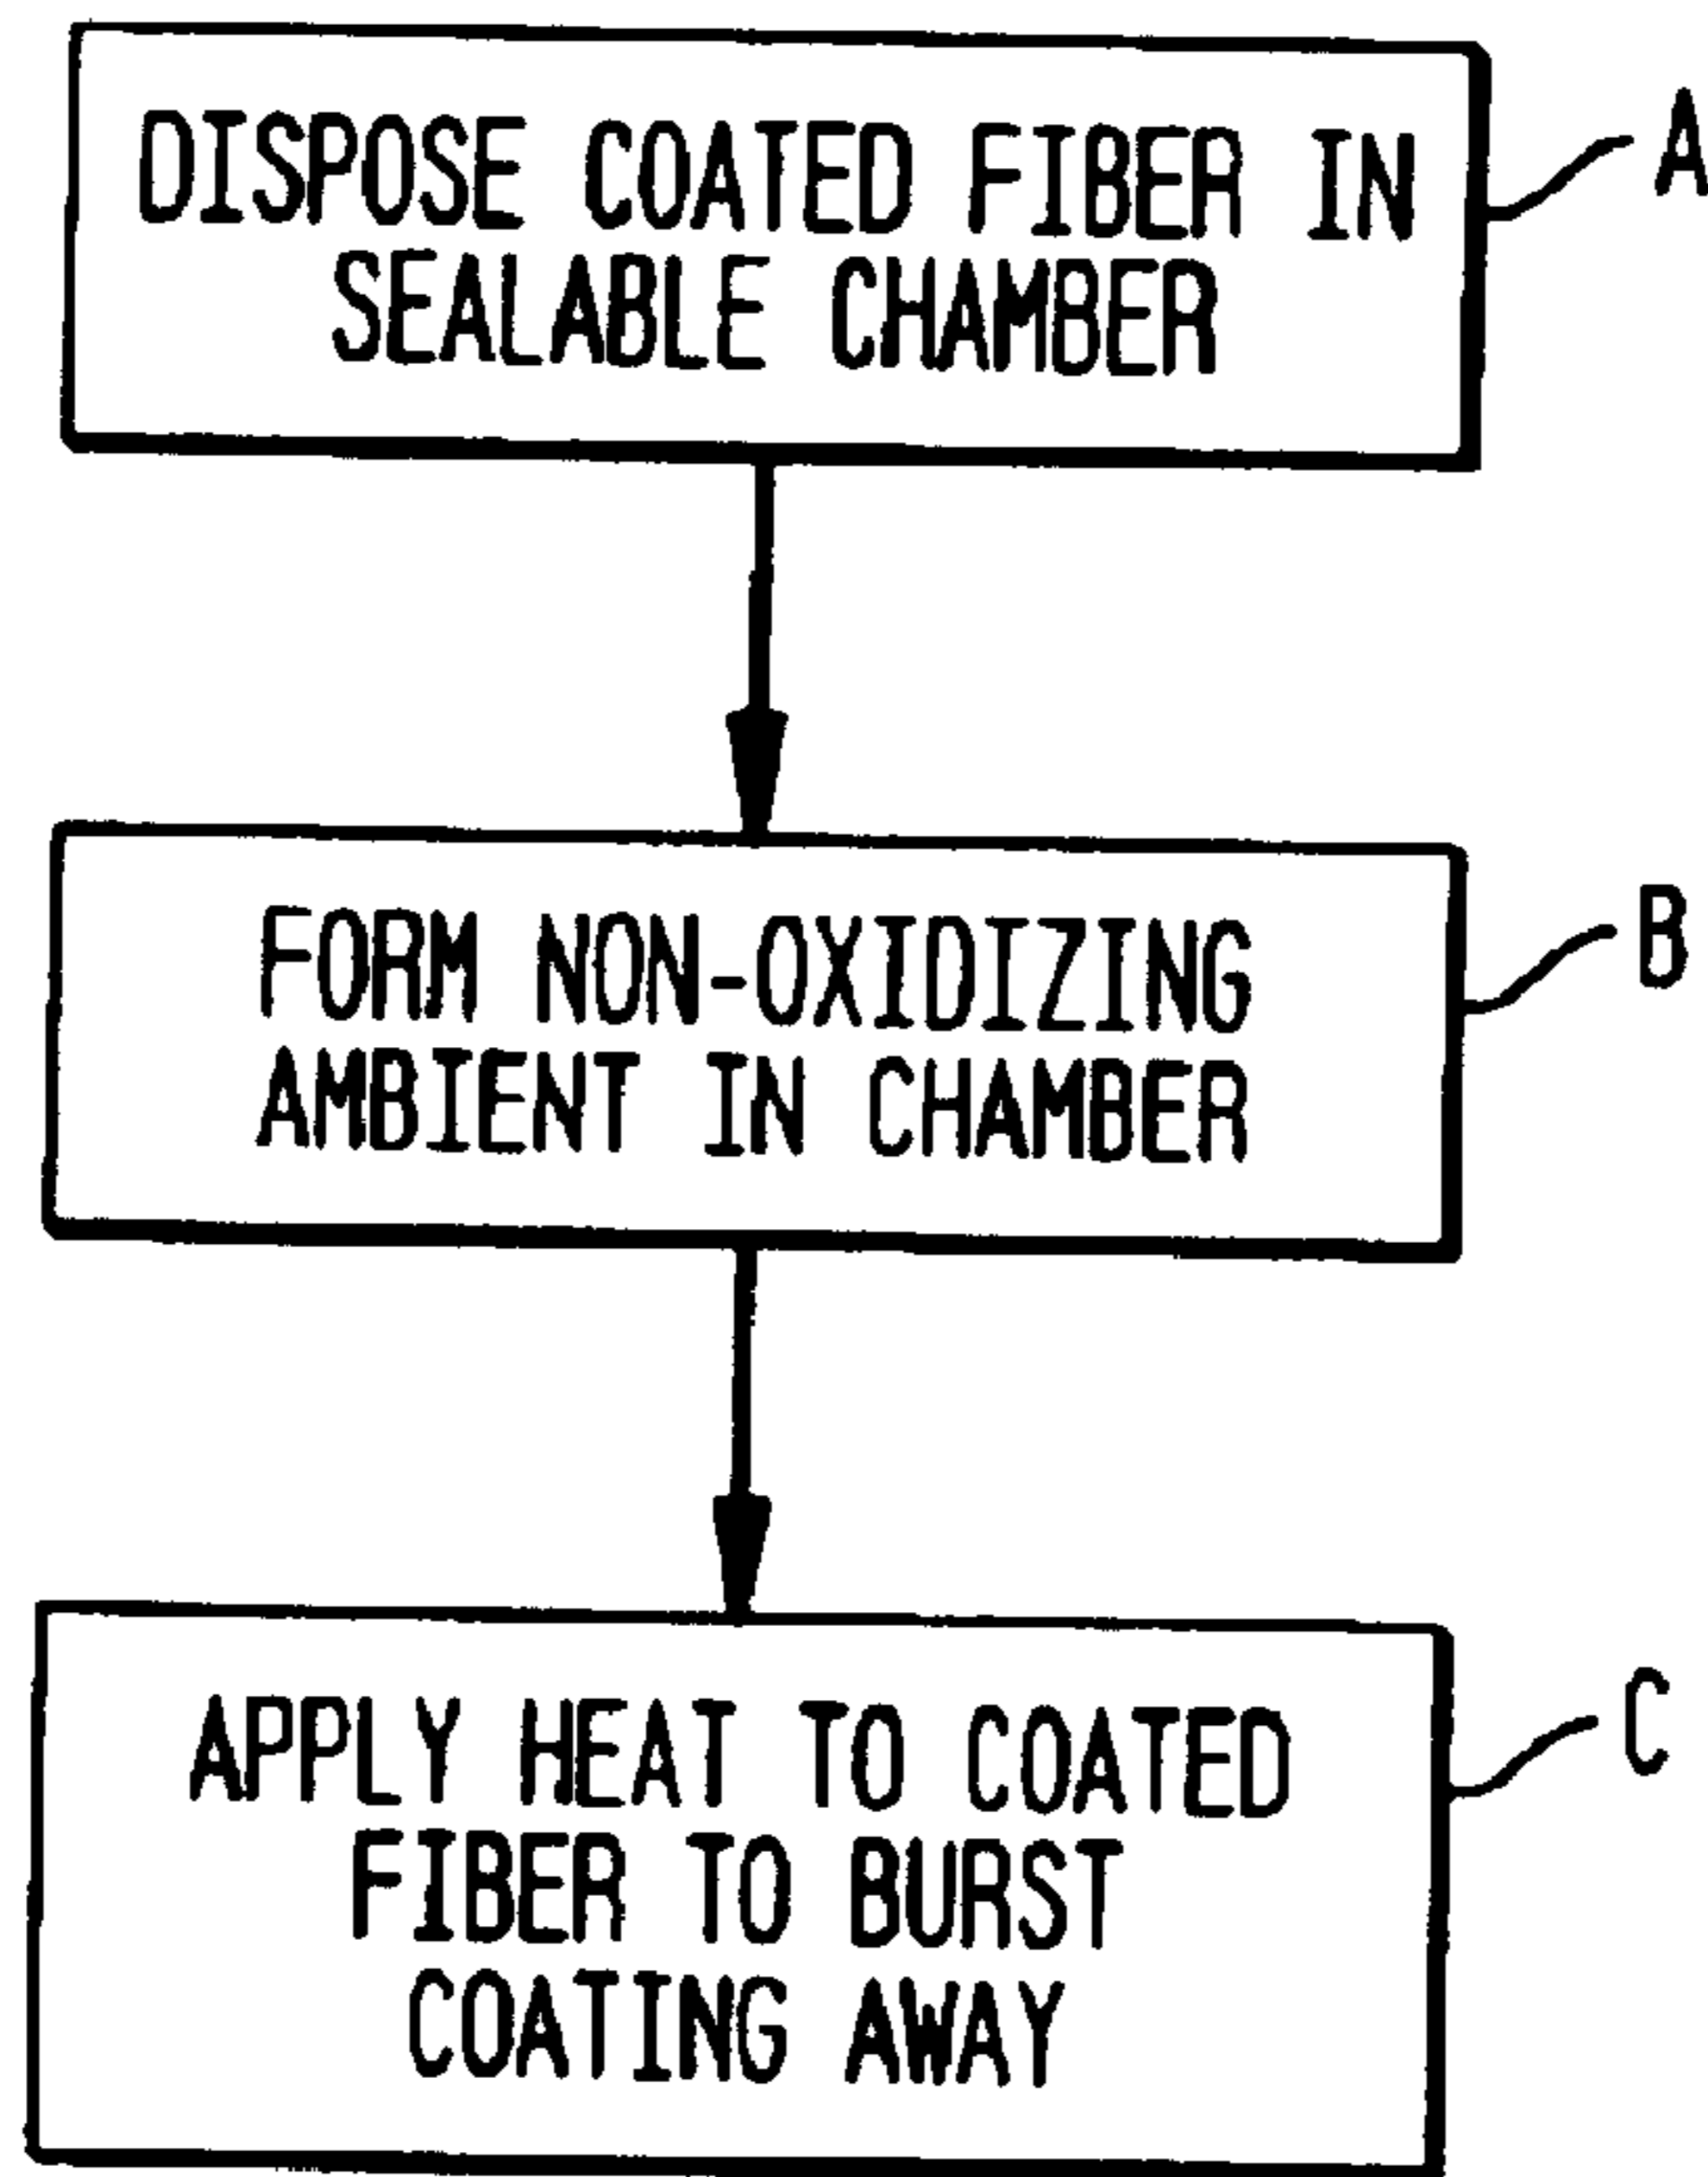 DISPOSE COATED FIBER IN
SEALABLE CHAMBER
A
FORM NON-OXIDIZING
AMBIENT IN CHAMBER
B
APPLY HEAT TO COATED
FIBER TO BURST
COATING AWAY
C